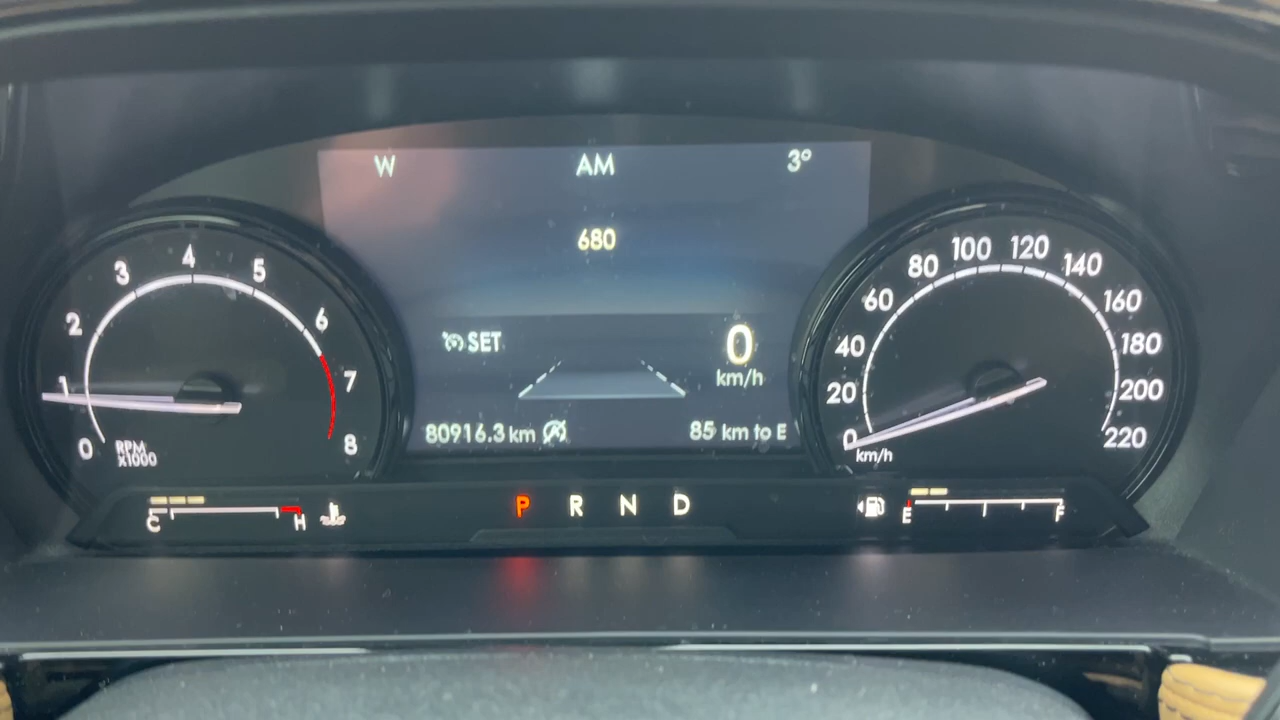 W AM 3°
680
0 1 2 3 4 5 6 7 8
RPM
X1000
SET
0
km/h
80916.3 km
85 km to E
0 20 40 60 80 100 120 140 160 180 200 220
km/h
C H
P R N D
E F